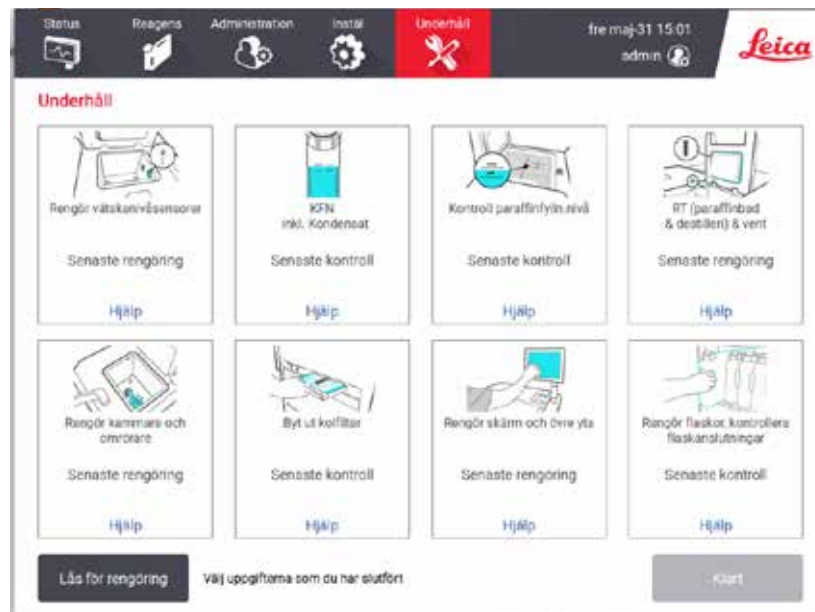 Status Reagens Administration Inställ Underhåll fre maj-31 15:01
admin Leica
Underhåll
Rengör vätskenivåsensorer
Senaste rengöring
Hjälp
KFN
inkl. Kondensat
Senaste kontroll
Hjälp
Kontroll paraffinfylln.nivå
Senaste kontroll
Hjälp
RT (paraffinbad
& destilleri) & vent
Senaste rengöring
Hjälp
Rengör kammare och
omrörare
Senaste rengöring
Hjälp
Byt ut kolfilter
Senaste kontroll
Hjälp
Rengör skärm och övre yta
Senaste rengöring
Hjälp
Rengör flaskor, kontrollera
flaskanslutningar
Senaste kontroll
Hjälp
Lås för rengöring Välj uppgifterna som du har slutfört Klart